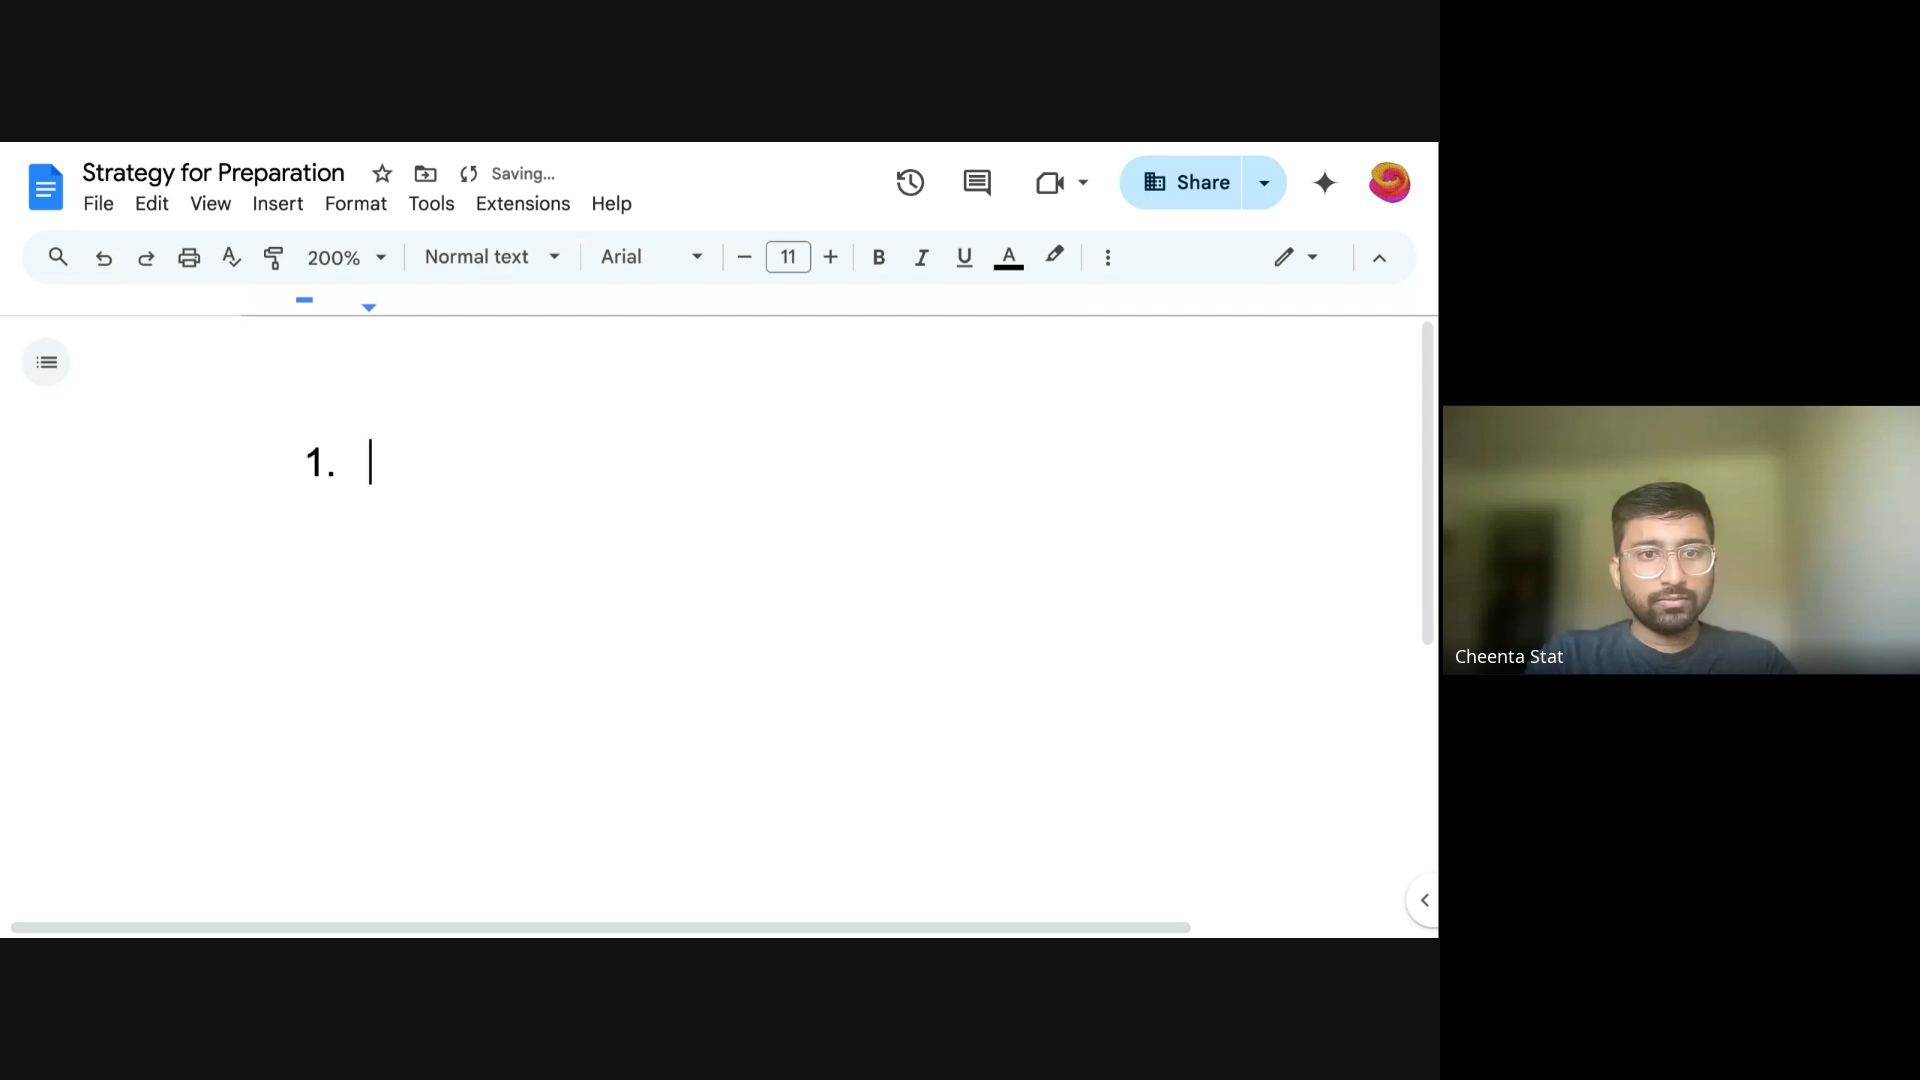 Strategy for Preparation
Saving...
File Edit View Insert Format Tools Extensions Help
Share
200% Normal text Arial 11 B I U A
1.
Cheenta Stat